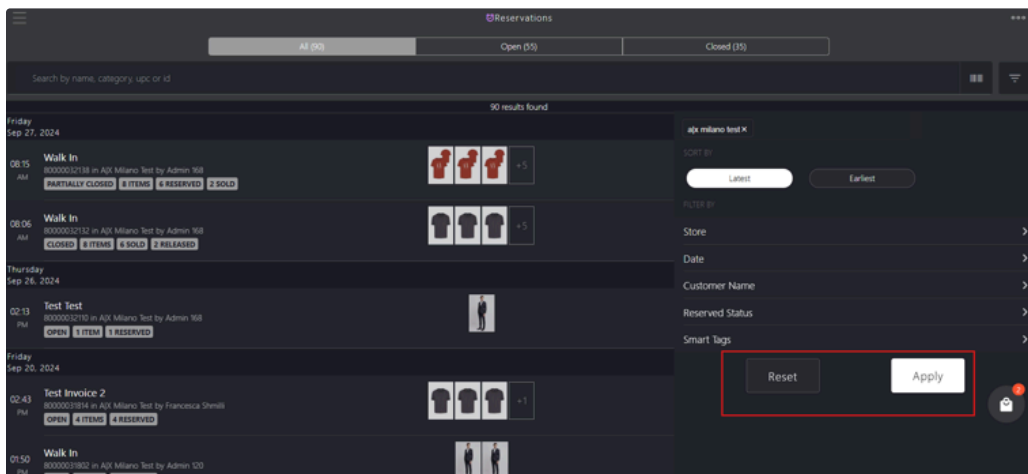 Reservations
All (90)
Open (55)
Closed (35)
Search by name, category, upc or id
90 results found
Friday
Sep 27, 2024
08:15
AM
Walk In
80000032138 in A|X Milano Test by Admin 168
PARTIALLY CLOSED 8 ITEMS 6 RESERVED 2 SOLD
+5
08:06
AM
Walk In
80000032132 in A|X Milano Test by Admin 168
CLOSED 8 ITEMS 6 SOLD 2 RELEASED
+5
Thursday
Sep 26, 2024
02:13
PM
Test Test
80000032110 in A|X Milano Test by Admin 168
OPEN 1 ITEM 1 RESERVED
Friday
Sep 20, 2024
02:43
PM
Test Invoice 2
80000031814 in A|X Milano Test by Francesca Shmilli
OPEN 4 ITEMS 4 RESERVED
+1
01:50
PM
Walk In
80000031802 in A|X Milano Test by Admin 120
a|x milano test ×
SORT BY
Latest
Earliest
FILTER BY
Store
Date
Customer Name
Reserved Status
Smart Tags
Reset
Apply
2